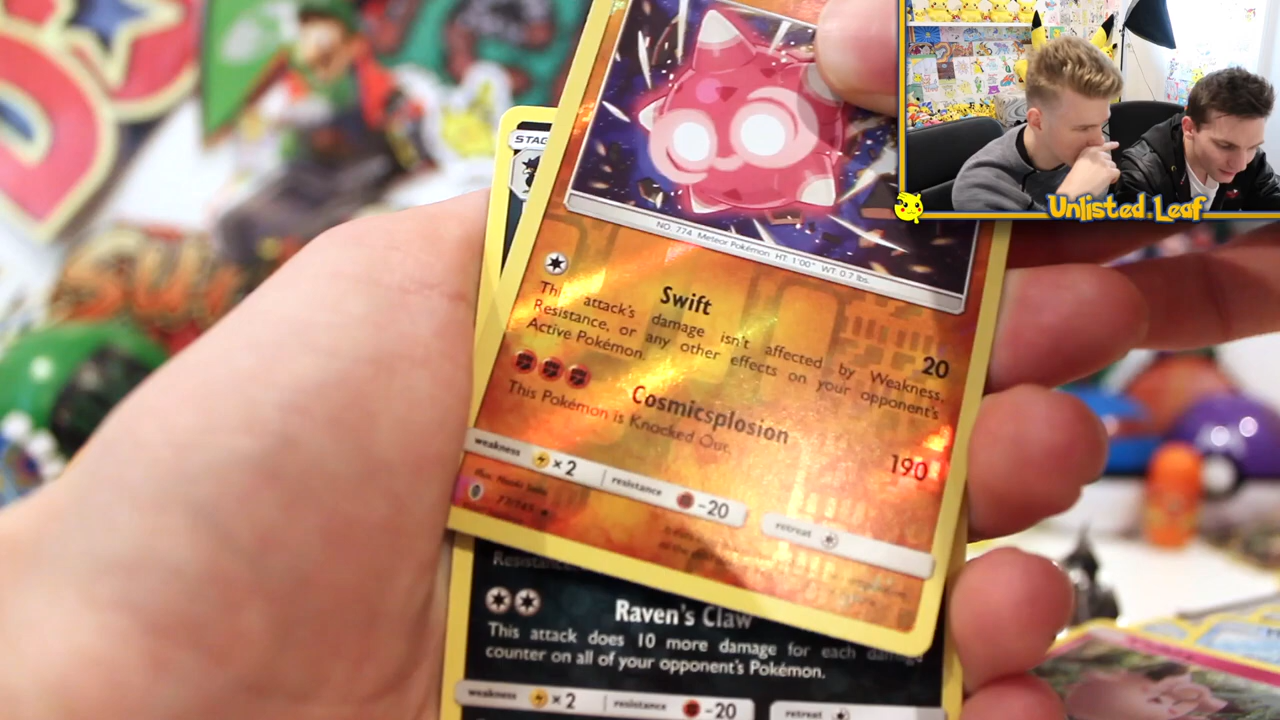 Unlisted Leaf
STAG
NO. 774 Meteor Pokémon HT: 1'00" WT: 0.7 lbs.
Swift
20
This attack's damage isn't affected by Weakness,
Resistance, or any other effects on your opponent's
Active Pokémon.
Cosmicsplosion
190
This Pokémon is Knocked Out.
weakness ×2 resistance -20 retreat
Resistance
Raven's Claw
This attack does 10 more damage for each damage
counter on all of your opponent's Pokémon.
weakness ×2 resistance -20 retreat